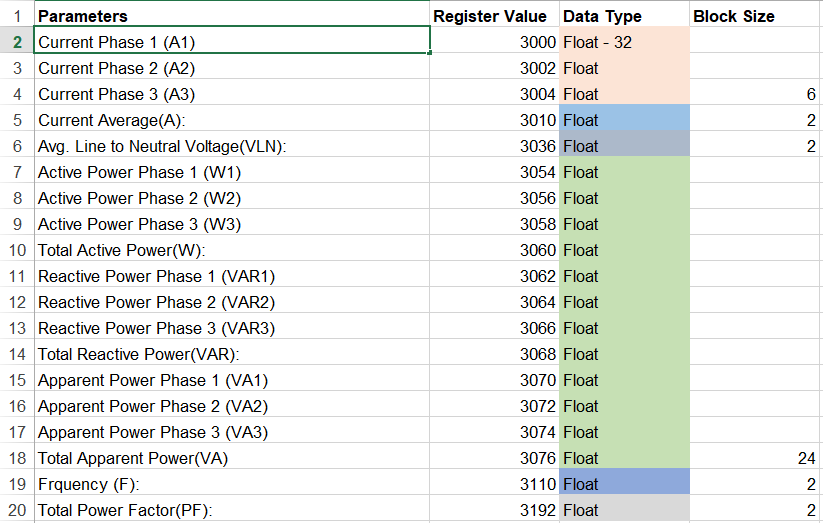 1 Parameters Register Value Data Type Block Size
2 Current Phase 1 (A1) 3000 Float - 32
3 Current Phase 2 (A2) 3002 Float
4 Current Phase 3 (A3) 3004 Float 6
5 Current Average(A): 3010 Float 2
6 Avg. Line to Neutral Voltage(VLN): 3036 Float 2
7 Active Power Phase 1 (W1) 3054 Float
8 Active Power Phase 2 (W2) 3056 Float
9 Active Power Phase 3 (W3) 3058 Float
10 Total Active Power(W): 3060 Float
11 Reactive Power Phase 1 (VAR1) 3062 Float
12 Reactive Power Phase 2 (VAR2) 3064 Float
13 Reactive Power Phase 3 (VAR3) 3066 Float
14 Total Reactive Power(VAR): 3068 Float
15 Apparent Power Phase 1 (VA1) 3070 Float
16 Apparent Power Phase 2 (VA2) 3072 Float
17 Apparent Power Phase 3 (VA3) 3074 Float
18 Total Apparent Power(VA) 3076 Float 24
19 Frquency (F): 3110 Float 2
20 Total Power Factor(PF): 3192 Float 2